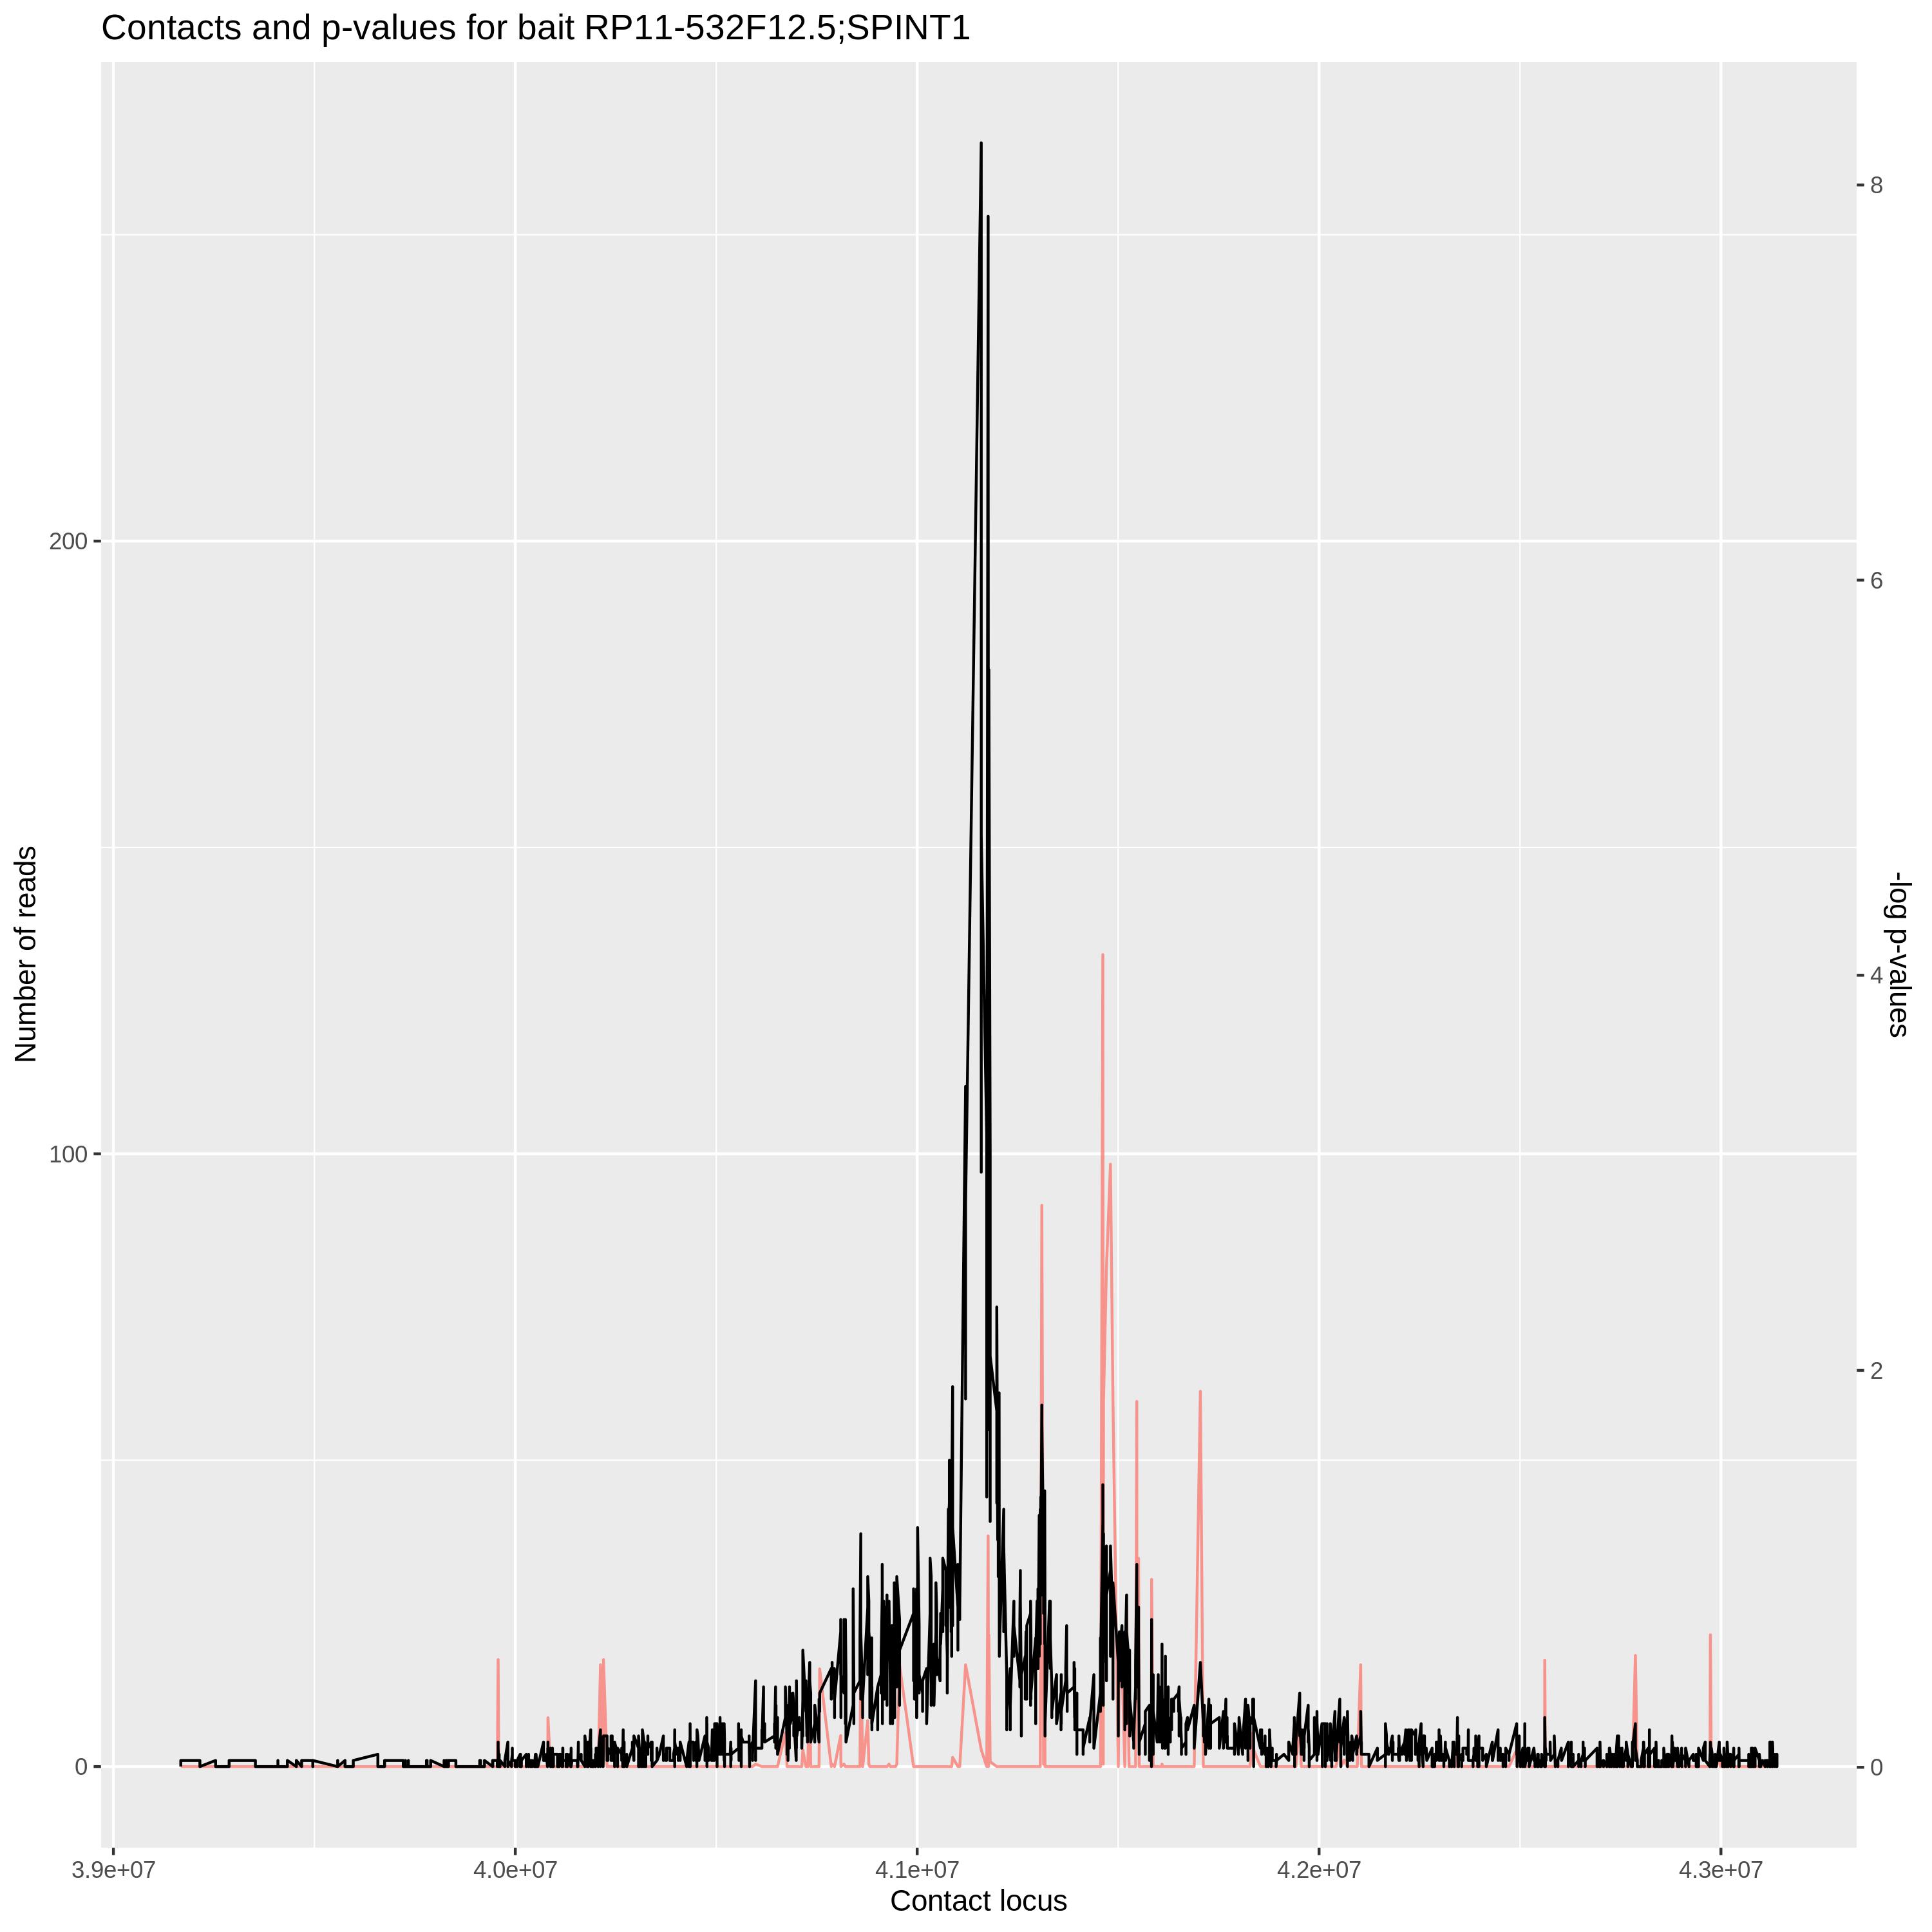 Contacts and p-values for bait RP11-532F12.5;SPINT1
Number of reads
200
100
0
8
6
4
2
0
-log p-values
3.9e+07 4.0e+07 4.1e+07 4.2e+07 4.3e+07
Contact locus